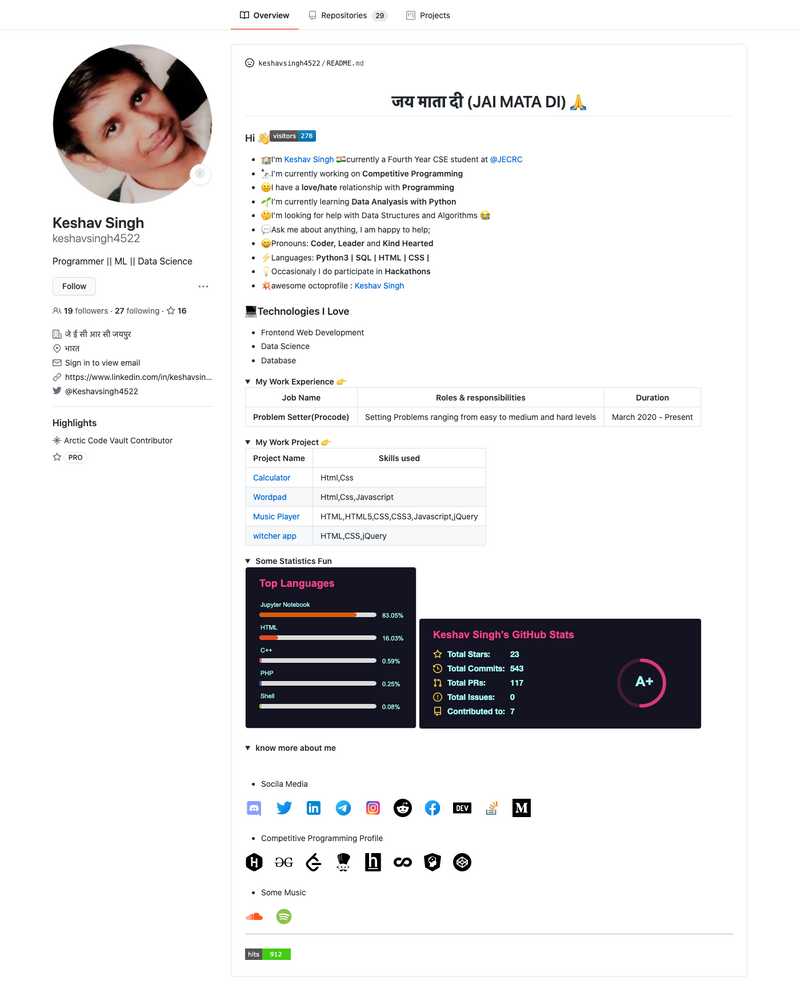 Overview
Repositories 29
Projects
Keshav Singh
keshavsingh4522
Programmer || ML || Data Science
Follow
19 followers · 27 following · 16
जे ई सी आर सी जयपुर
भारत
Sign in to view email
https://www.linkedin.com/in/keshavsin...
@Keshavsingh4522
Highlights
Arctic Code Vault Contributor
PRO
keshavsingh4522/README.md
जय माता दी (JAI MATA DI) 🙏
Hi 👋 visitors 278
I'm Keshav Singh 🇮🇳currently a Fourth Year CSE student at @JECRC
I'm currently working on Competitive Programming
I have a love/hate relationship with Programming
🌱I'm currently learning Data Analyasis with Python
🤔I'm looking for help with Data Structures and Algorithms 😭
💬Ask me about anything, I am happy to help;
😄Pronouns: Coder, Leader and Kind Hearted
⚡Languages: Python3 | SQL | HTML | CSS |
💡Occasionaly I do participate in Hackathons
💥awesome octoprofile : Keshav Singh
💻Technologies I Love
Frontend Web Development
Data Science
Database
My Work Experience 👉
Job Name Roles & responsibilities Duration
Problem Setter(Procode) Setting Problems ranging from easy to medium and hard levels March 2020 - Present
My Work Project 👉
Project Name Skills used
Calculator Html,Css
Wordpad Html,Css,Javascript
Music Player HTML,HTML5,CSS,CSS3,Javascript,jQuery
witcher app HTML,CSS,jQuery
Some Statistics Fun
Top Languages
Jupyter Notebook
83.05%
HTML
16.03%
C++
0.59%
PHP
0.25%
Shell
0.08%
Keshav Singh's GitHub Stats
Total Stars: 23
Total Commits: 543
Total PRs: 117
Total Issues: 0
Contributed to: 7
A+
know more about me
Socila Media
DEV
Competitive Programming Profile
Some Music
hits 912